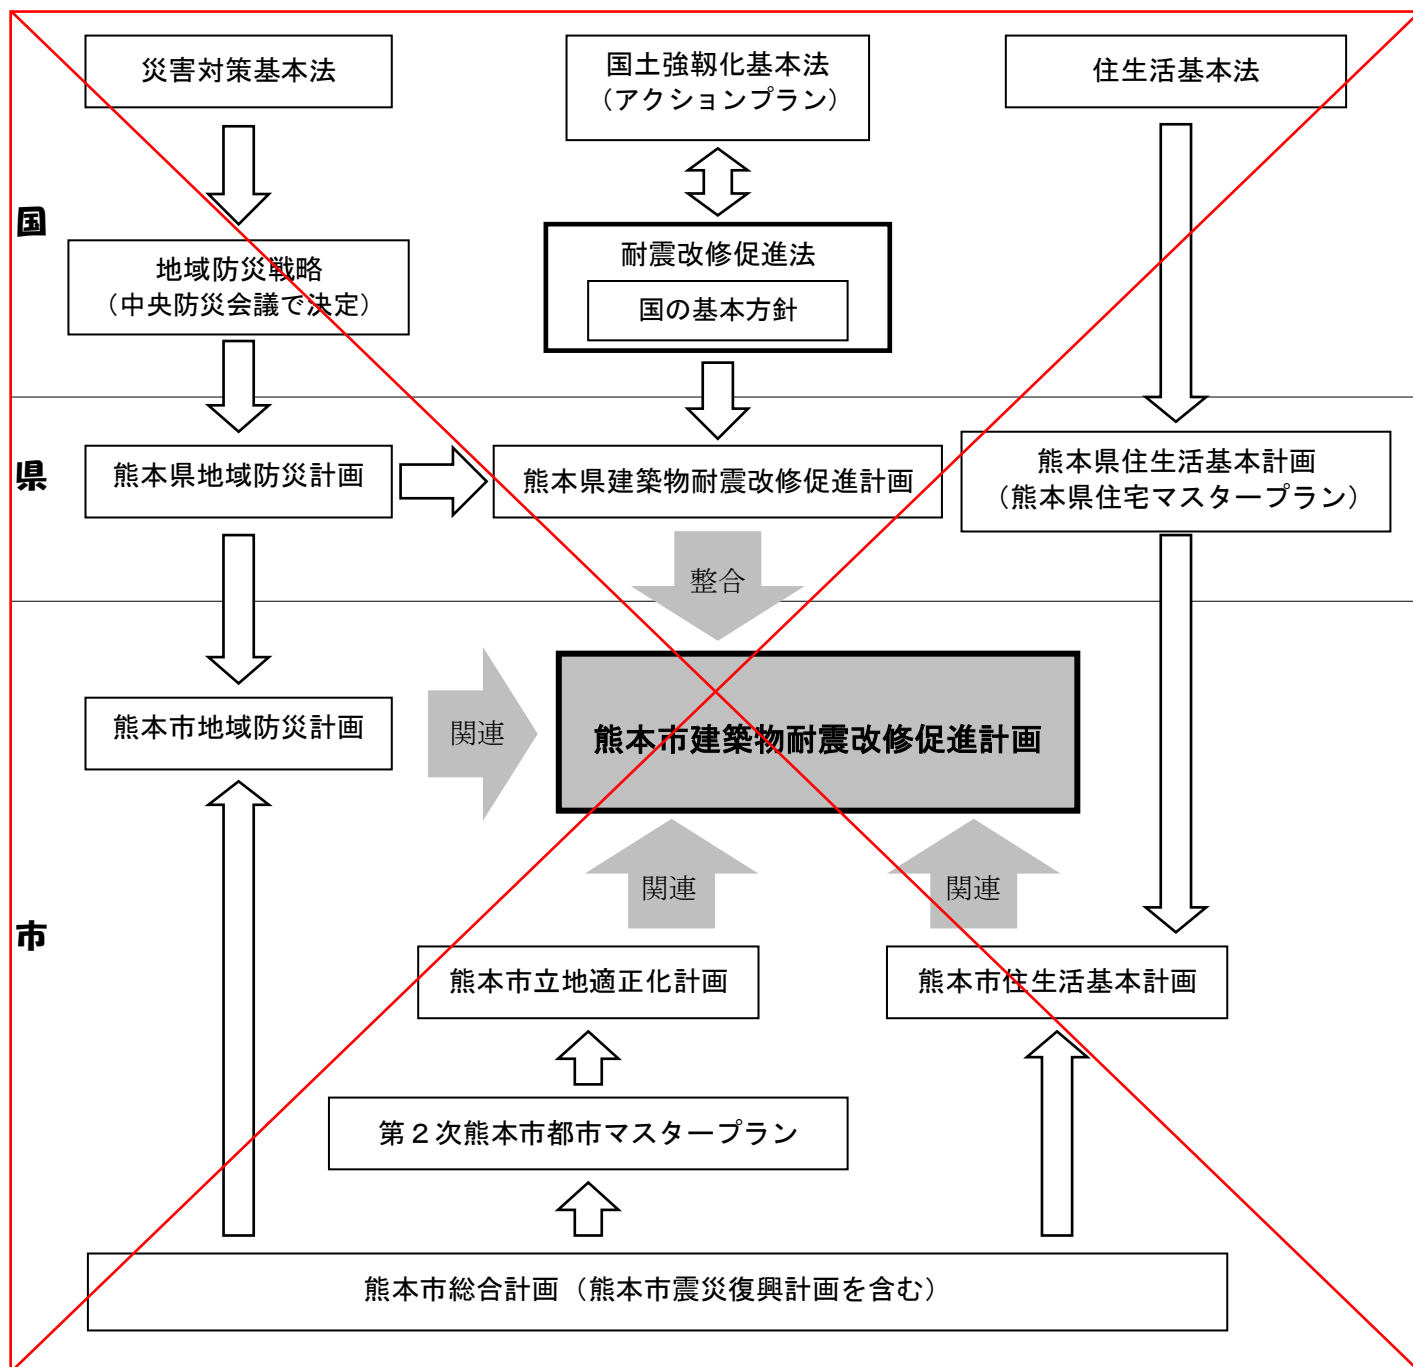 災害対策基本法
国土強靱化基本法
（アクションプラン）
住生活基本法
国
地域防災戦略
（中央防災会議で決定）
耐震改修促進法
国の基本方針
県
熊本県地域防災計画
熊本県建築物耐震改修促進計画
熊本県住生活基本計画
（熊本県住宅マスタープラン）
整合
市
熊本市地域防災計画
関連
熊本市建築物耐震改修促進計画
関連
関連
熊本市立地適正化計画
熊本市住生活基本計画
第２次熊本市都市マスタープラン
熊本市総合計画（熊本市震災復興計画を含む）